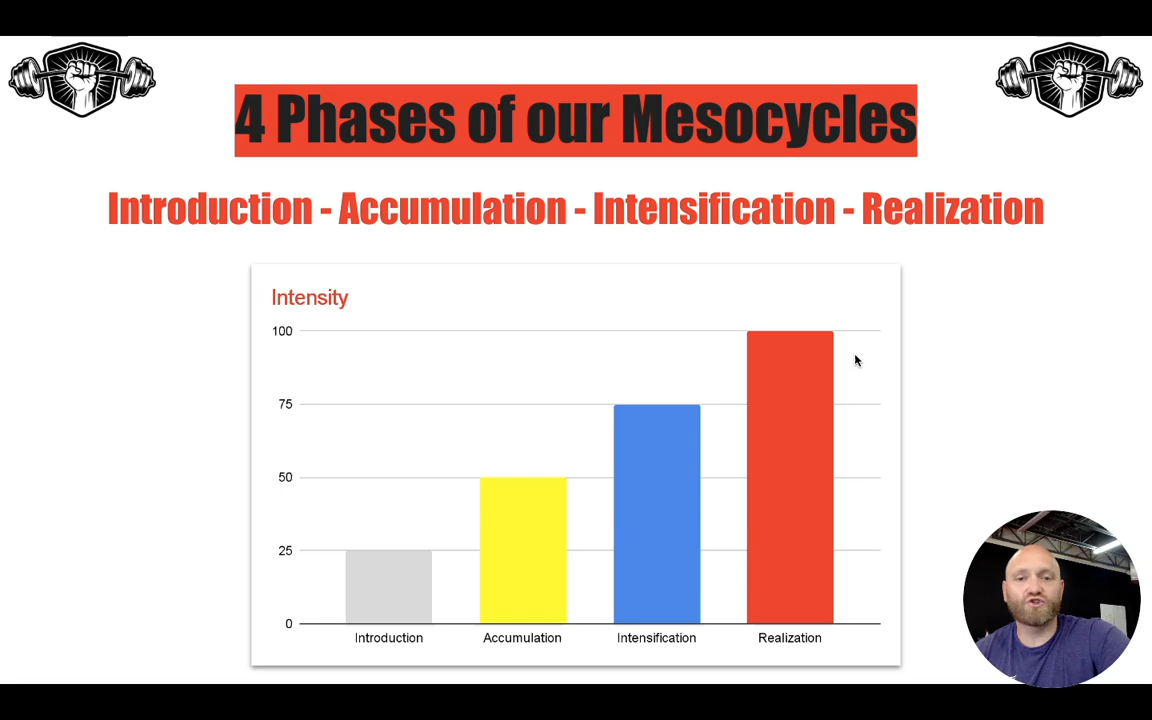 4 Phases of our Mesocycles
Introduction - Accumulation - Intensification - Realization
Intensity
100
75
50
25
0
Introduction Accumulation Intensification Realization